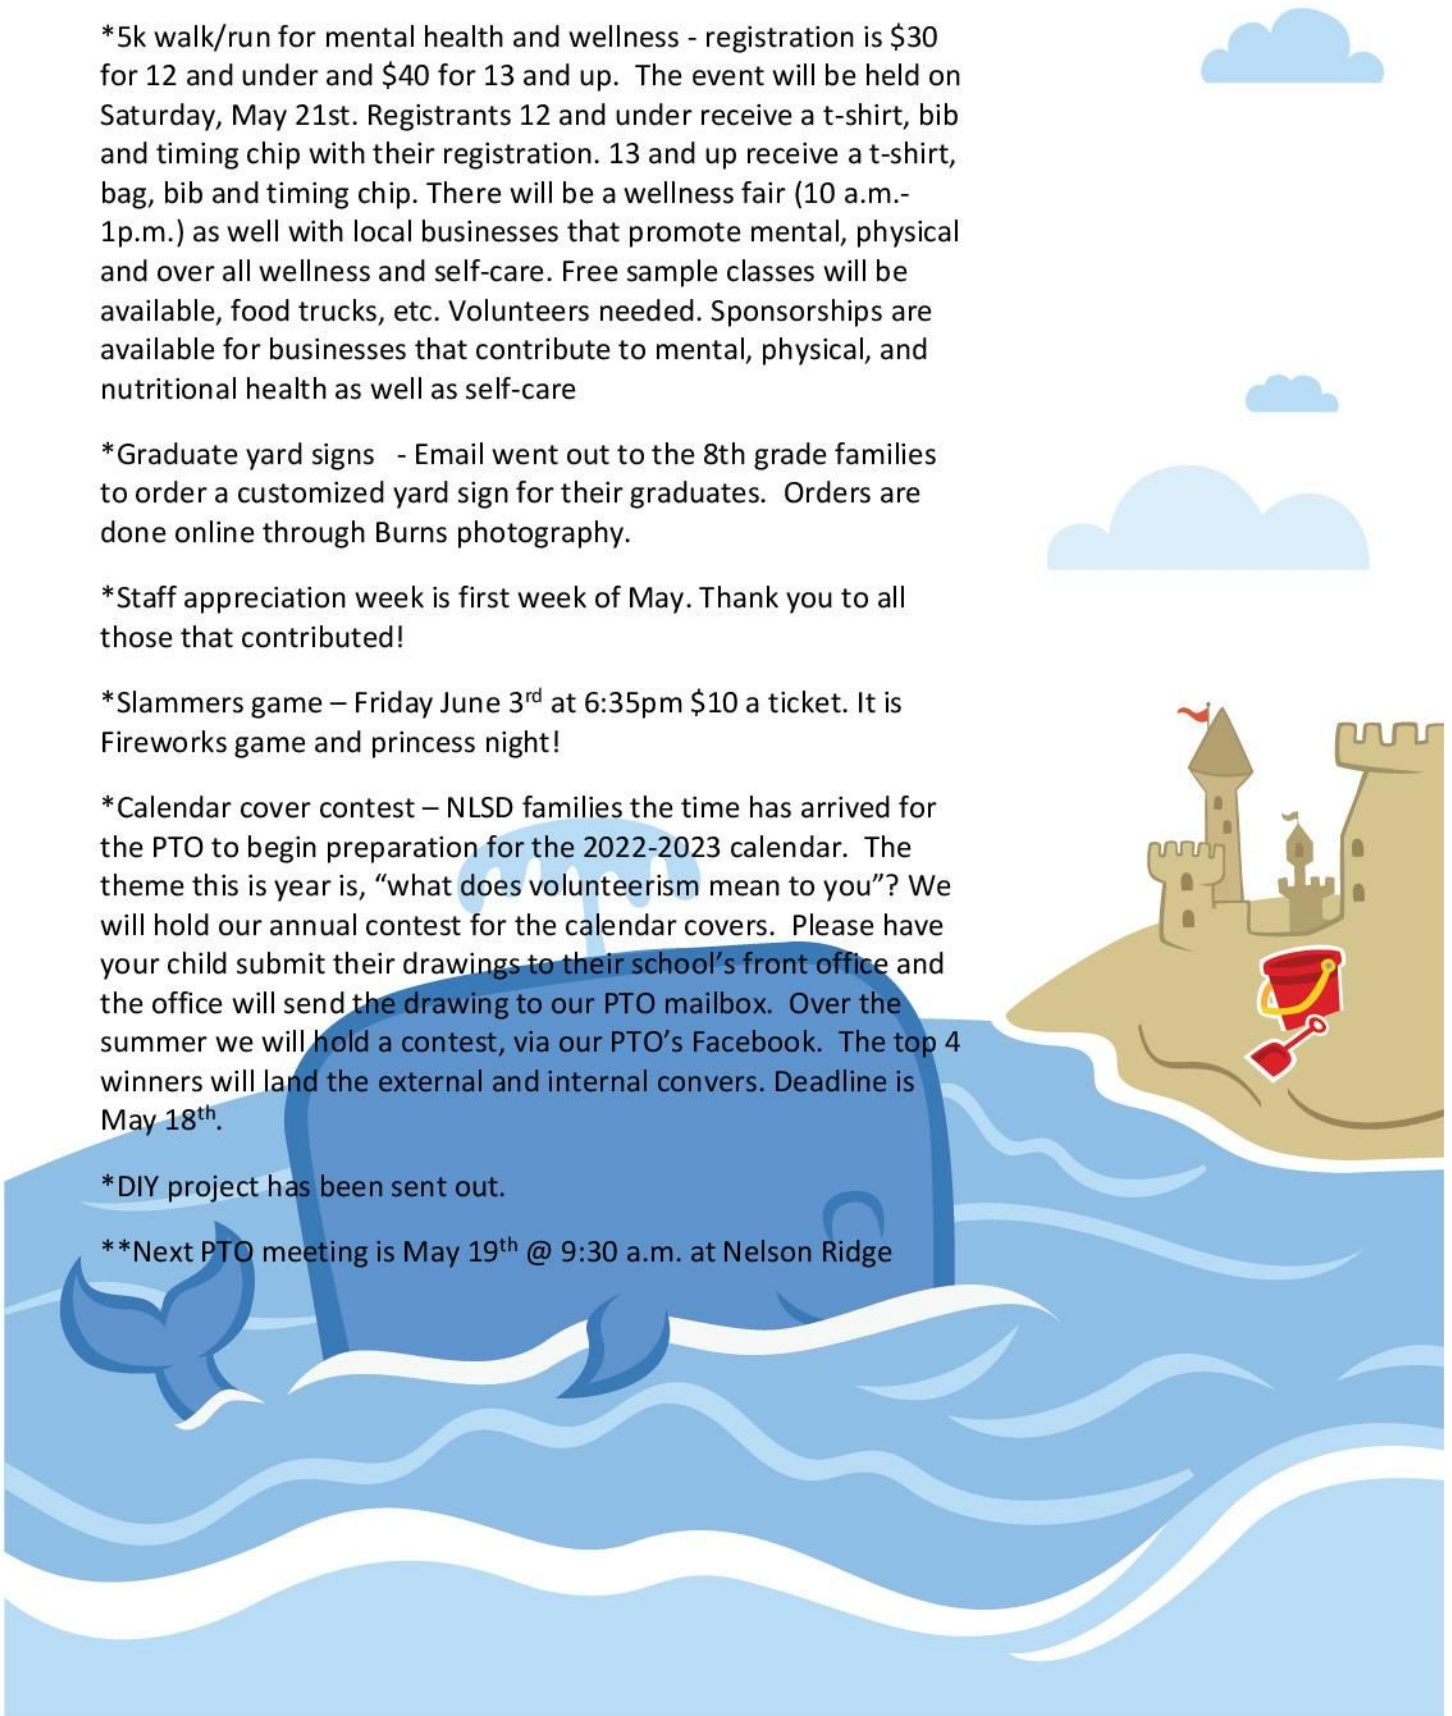 *5k walk/run for mental health and wellness - registration is $30
for 12 and under and $40 for 13 and up.  The event will be held on
Saturday, May 21st. Registrants 12 and under receive a t-shirt, bib
and timing chip with their registration. 13 and up receive a t-shirt,
bag, bib and timing chip. There will be a wellness fair (10 a.m.-
1p.m.) as well with local businesses that promote mental, physical
and over all wellness and self-care. Free sample classes will be
available, food trucks, etc. Volunteers needed. Sponsorships are
available for businesses that contribute to mental, physical, and
nutritional health as well as self-care
*Graduate yard signs   - Email went out to the 8th grade families
to order a customized yard sign for their graduates.  Orders are
done online through Burns photography.
*Staff appreciation week is first week of May. Thank you to all
those that contributed!
*Slammers game – Friday June 3rd at 6:35pm $10 a ticket. It is
Fireworks game and princess night!
*Calendar cover contest – NLSD families the time has arrived for
the PTO to begin preparation for the 2022-2023 calendar.  The
theme this is year is, “what does volunteerism mean to you”? We
will hold our annual contest for the calendar covers.  Please have
your child submit their drawings to their school’s front office and
the office will send the drawing to our PTO mailbox.  Over the
summer we will hold a contest, via our PTO’s Facebook.  The top 4
winners will land the external and internal convers. Deadline is
May 18th.
*DIY project has been sent out.
**Next PTO meeting is May 19th @ 9:30 a.m. at Nelson Ridge